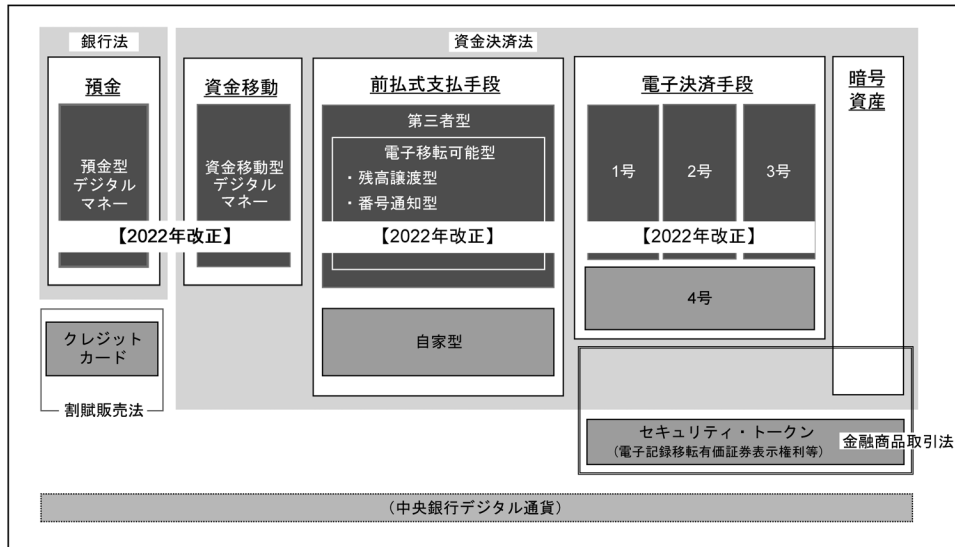 銀行法
資金決済法
預金
預金型
デジタル
マネー
資金移動
資金移動型
デジタル
マネー
【2022年改正】
前払式支払手段
第三者型
電子移転可能型
・残高譲渡型
・番号通知型
【2022年改正】
自家型
電子決済手段
1号
2号
3号
【2022年改正】
4号
暗号
資産
クレジット
カード
割賦販売法
セキュリティ・トークン
(電子記録移転有価証券表示権利等)
金融商品取引法
(中央銀行デジタル通貨)